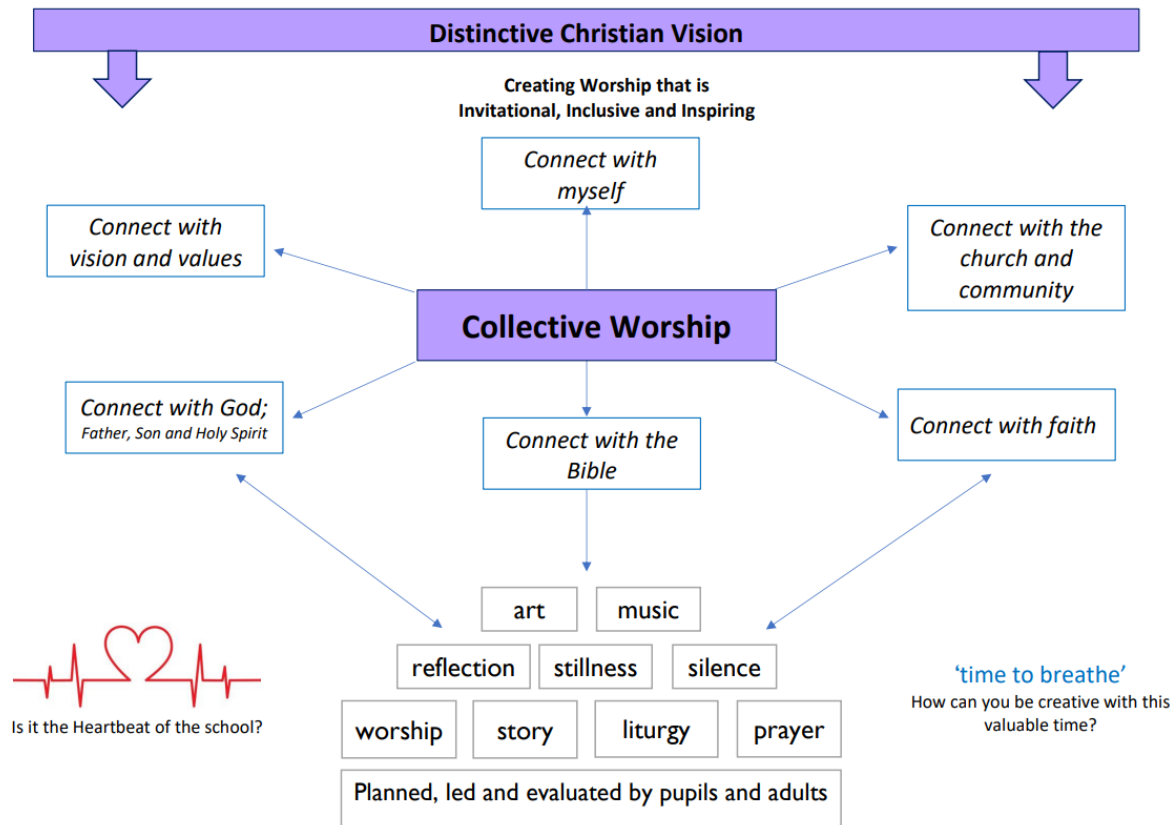 Distinctive Christian Vision
Creating Worship that is
Invitational, Inclusive and Inspiring
Connect with
myself
Connect with
vision and values
Connect with the
church and
community
Collective Worship
Connect with God;
Father, Son and Holy Spirit
Connect with the
Bible
Connect with faith
art
music
reflection
stillness
silence
worship
story
liturgy
prayer
Planned, led and evaluated by pupils and adults
Is it the Heartbeat of the school?
‘time to breathe’
How can you be creative with this
valuable time?